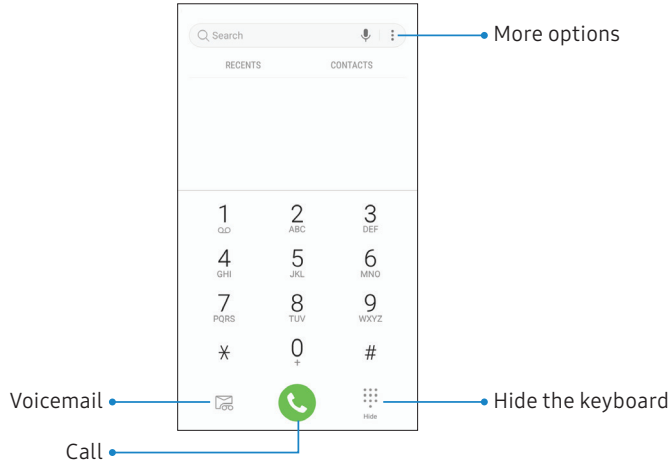 Search
More options
RECENTS CONTACTS
1 2 3
ABC DEF
4 5 6
GHI JKL MNO
7 8 9
PQRS TUV WXYZ
* 0 #
+
Voicemail
Hide the keyboard
Hide
Call